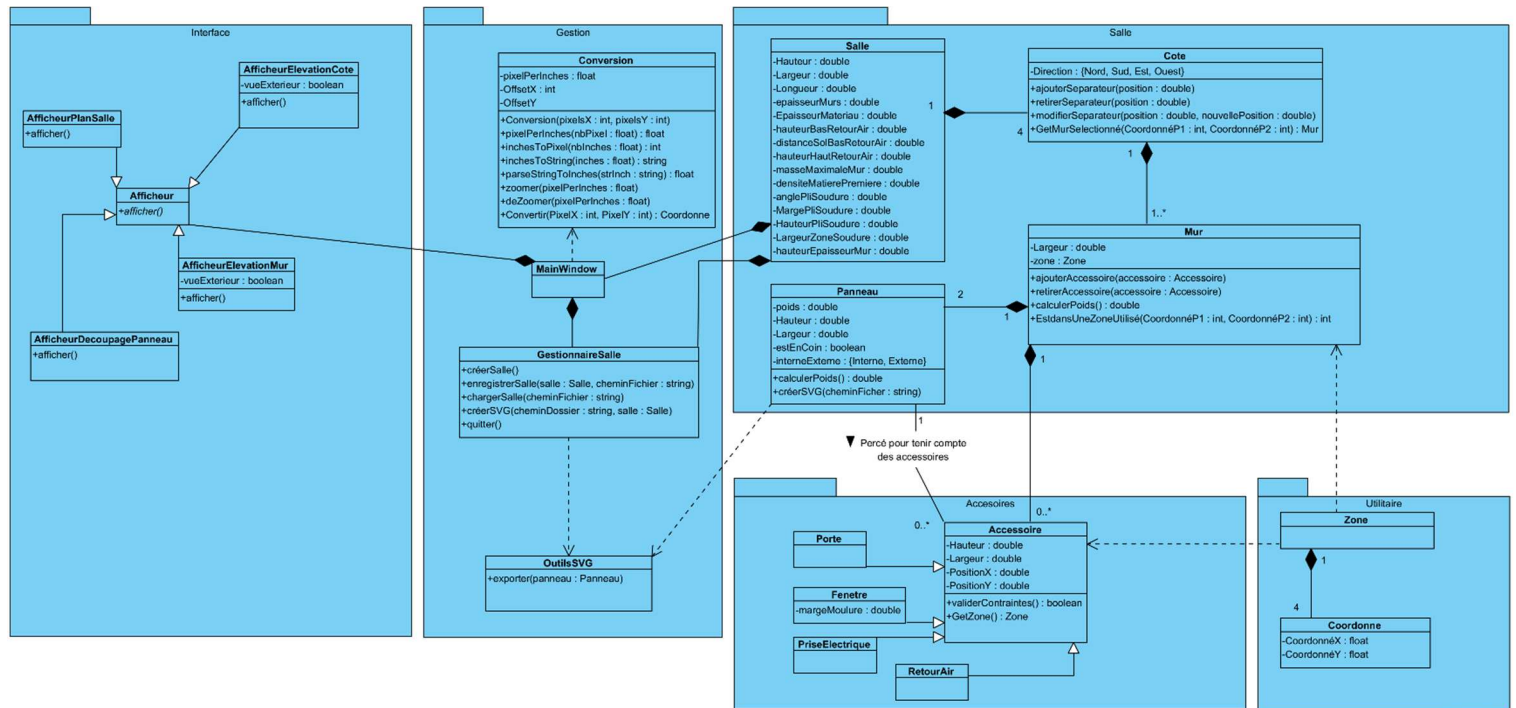 Interface
AfficheurElevationCote
-vueExterieur : boolean
+afficher()
AfficheurPlanSalle
+afficher()
Afficheur
+afficher()
AfficheurElevationMur
-vueExterieur : boolean
+afficher()
AfficheurDecoupagePanneau
+afficher()
Gestion
Conversion
-pixelPerInches : float
-OffsetX : int
-OffsetY
+Conversion(pixelsX : int, pixelsY : int)
+pixelPerInches(nbPixel : float) : float
+inchesToPixel(nbInches : float) : int
+inchesToString(inches : float) : string
+parseStringToInches(strInch : string) : float
+zoomer(pixelPerInches : float)
+deZoomer(pixelPerInches : float)
+Convertir(PixelX : int, PixelY : int) : Coordonne
MainWindow
GestionnaireSalle
+créerSalle()
+enregistrerSalle(salle : Salle, cheminFichier : string)
+chargerSalle(cheminFichier : string)
+créerSVG(cheminDossier : string, salle : Salle)
+quitter()
OutilsSVG
+exporter(panneau : Panneau)
Salle
Salle
-Hauteur : double
-Largeur : double
-Longueur : double
-epaisseurMurs : double
-EpaisseurMateriau : double
-hauteurBasRetourAir : double
-distanceSolBasRetourAir : double
-hauteurHautRetourAir : double
-masseMaximaleMur : double
-densiteMatierePremiere : double
-anglePliSoudure : double
-MargePliSoudure : double
-HauteurPliSoudure : double
-LargeurZoneSoudure : double
-hauteurEpaisseurMur : double
1
4
Cote
-Direction : {Nord, Sud, Est, Ouest}
+ajouterSeparateur(position : double)
+retirerSeparateur(position : double)
+modifierSeparateur(position : double, nouvellePosition : double)
+GetMurSelectionné(CoordonnéP1 : int, CoordonnéP2 : int) : Mur
1
1..*
Mur
-Largeur : double
-zone : Zone
+ajouterAccessoire(accessoire : Accessoire)
+retirerAccessoire(accessoire : Accessoire)
+calculerPoids() : double
+EstdansUneZoneUtilisé(CoordonnéP1 : int, CoordonnéP2 : int) : int
Panneau
-poids : double
-Hauteur : double
-Largeur : double
-estEnCoin : boolean
-interneExterne : {Interne, Externe}
+calculerPoids() : double
+créerSVG(cheminFicher : string)
2
1
1
1
Percé pour tenir compte
des accessoires
0..*
0..*
Accesoires
Accessoire
-Hauteur : double
-Largeur : double
-PositionX : double
-PositionY : double
+validerContraintes() : boolean
+GetZone() : Zone
Porte
Fenetre
-margeMoulure : double
PriseElectrique
RetourAir
Utilitaire
Zone
1
4
Coordonne
-CoordonnéX : float
-CoordonnéY : float